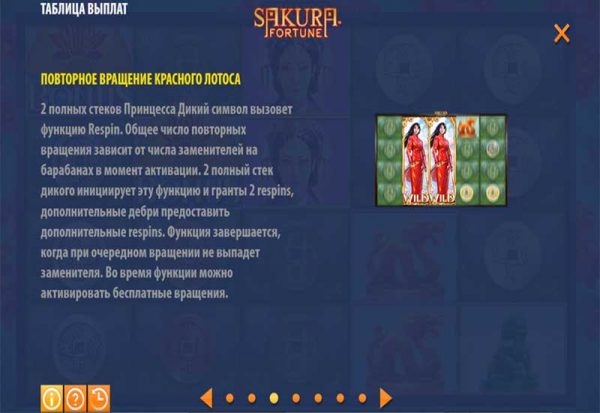 ТАБЛИЦА ВЫПЛАТ
SAKURA
FORTUNE
ПОВТОРНОЕ ВРАЩЕНИЕ КРАСНОГО ЛОТОСА
2 полных стеков Принцесса Дикий символ вызовет
функцию Respin. Общее число повторных
вращения зависит от числа заменителей на
барабанах в момент активации. 2 полный стек
дикого инициирует эту функцию и гранты 2 respins,
дополнительные дебри предоставить
дополнительные respins. Функция завершается,
когда при очередном вращении не выпадет
заменителя. Во время функции можно
активировать бесплатные вращения.
WILD WILD